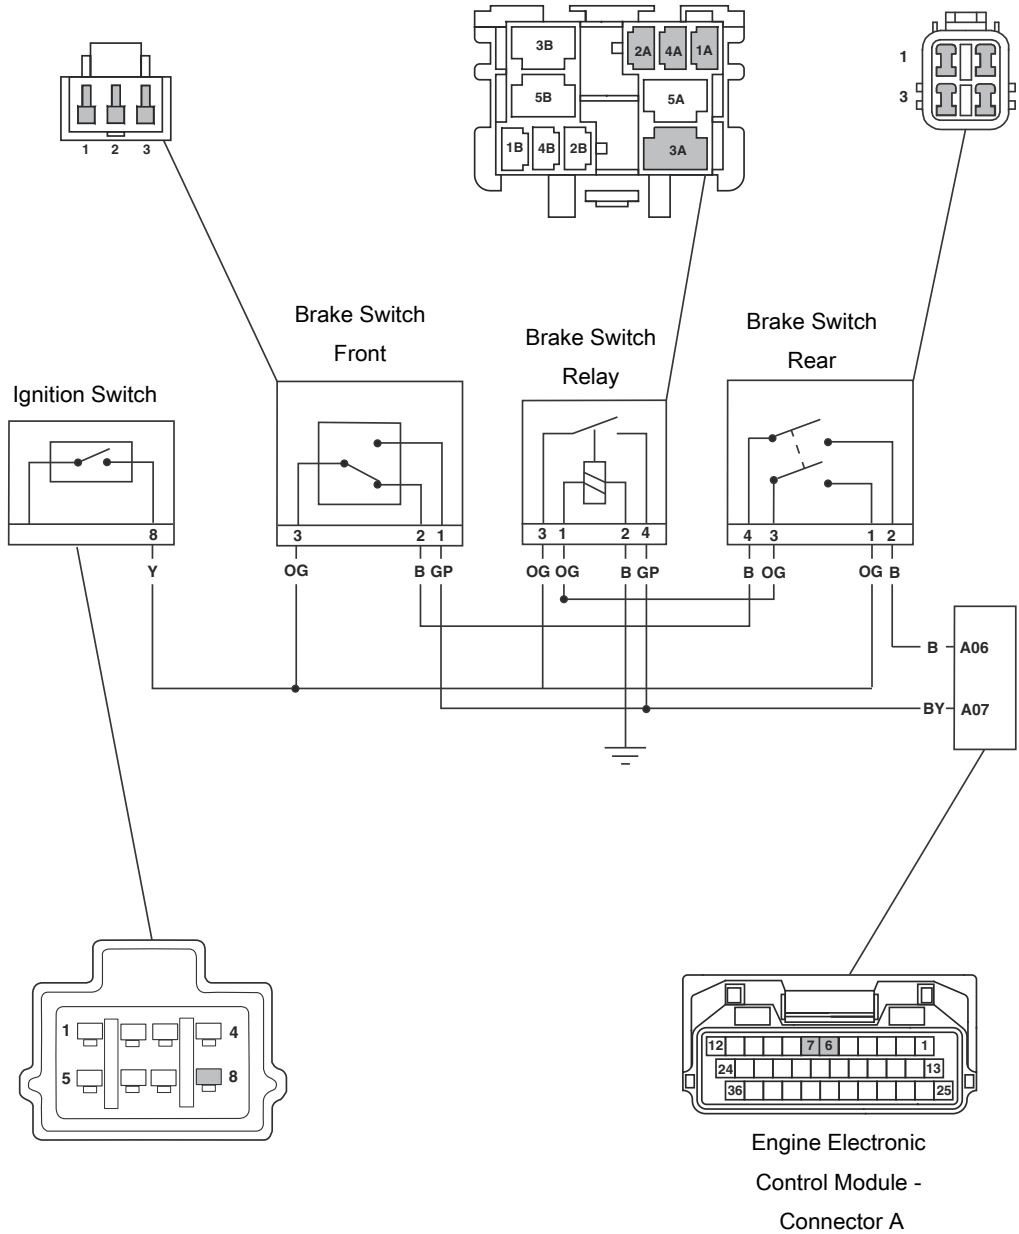 3B
2A
4A
1A
5B
5A
1B
4B
2B
3A
1
3
1 2 3
Brake Switch
Front
Brake Switch
Relay
Brake Switch
Rear
Ignition Switch
8
3
2 1
3 1
2 4
4 3
1 2
Y
OG
B GP
OG OG
B GP
B OG
OG B
B
A06
BY
A07
1
4
5
8
12
7
6
1
24
13
36
25
Engine Electronic
Control Module -
Connector A